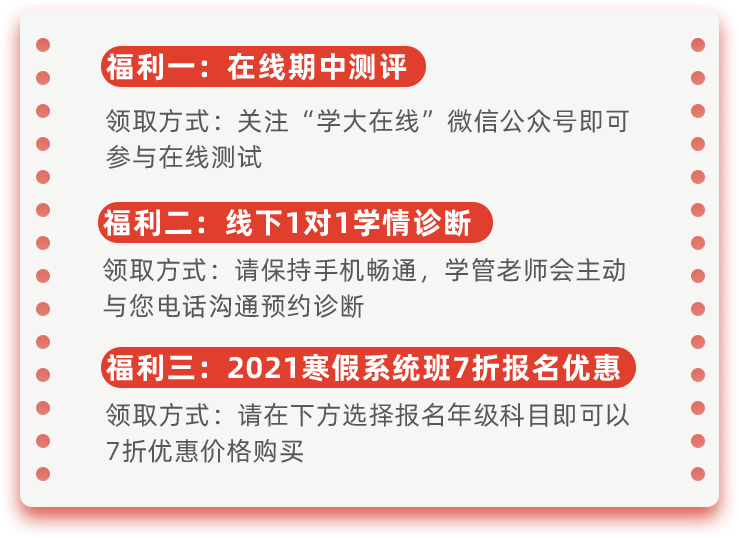 福利一：在线期中测评
领取方式：关注“学大在线”微信公众号即可
参与在线测试
福利二：线下1对1学情诊断
领取方式：请保持手机畅通，学管老师会主动
与您电话沟通预约诊断
福利三：2021寒假系统班7折报名优惠
领取方式：请在下方选择报名年级科目即可以
7折优惠价格购买